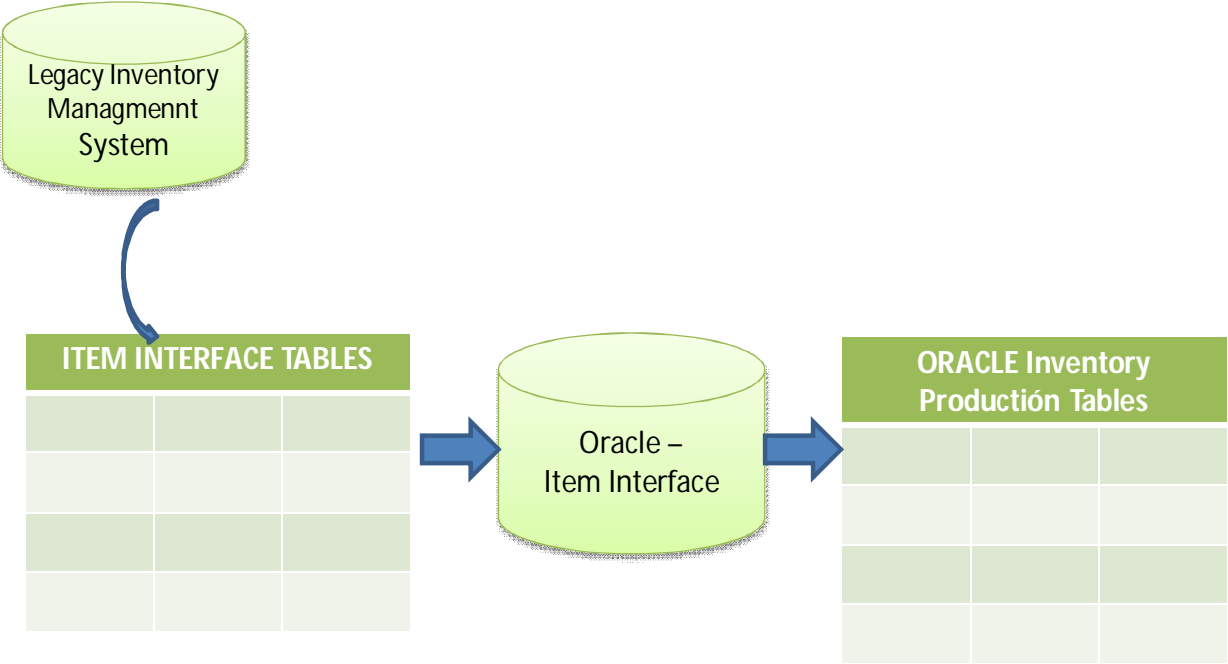 Legacy Inventory
Managmennt
System
ITEM INTERFACE TABLES
Oracle –
Item Interface
ORACLE Inventory
Productión Tables